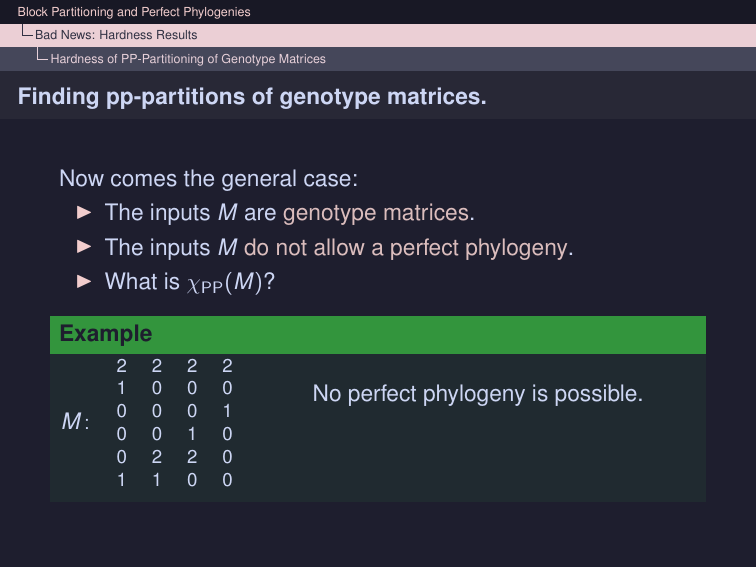 Block Partitioning and Perfect Phylogenies
Bad News: Hardness Results
Hardness of PP-Partitioning of Genotype Matrices
Finding pp-partitions of genotype matrices.
Now comes the general case:
▶ The inputs M are genotype matrices.
▶ The inputs M do not allow a perfect phylogeny.
▶ What is χPP(M)?
Example
M:
2 2 2 2
1 0 0 0
0 0 0 1
0 0 1 0
0 2 2 0
1 1 0 0
No perfect phylogeny is possible.